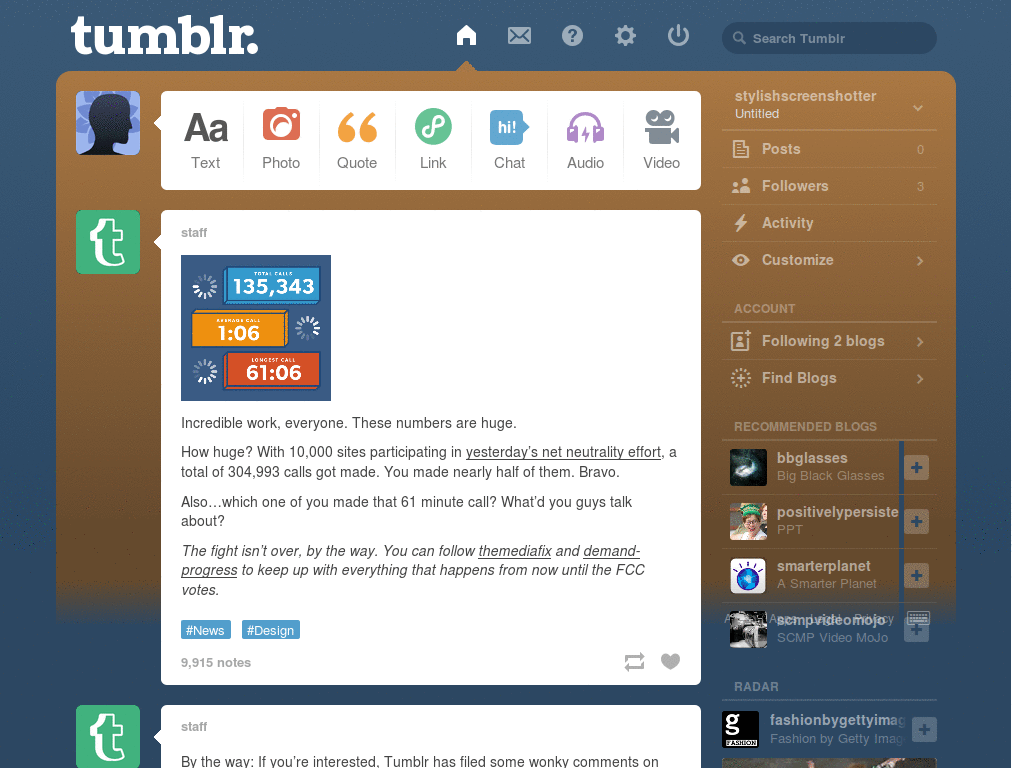 tumblr.
Search Tumblr
Aa
Text
Photo
Quote
Link
hi!
Chat
Audio
Video
stylishscreenshotter
Untitled
Posts 0
Followers 3
Activity
Customize
ACCOUNT
Following 2 blogs
Find Blogs
RECOMMENDED BLOGS
bbglasses
Big Black Glasses
positivelypersiste
PPT
smarterplanet
A Smarter Planet
scmpvideomojo
SCMP Video MoJo
RADAR
g
FASHION
fashionbygettyimag
Fashion by Getty Imag
t
staff
TOTAL CALLS
135,343
AVERAGE CALL
1:06
LONGEST CALL
61:06
Incredible work, everyone. These numbers are huge.
How huge? With 10,000 sites participating in yesterday's net neutrality effort, a
total of 304,993 calls got made. You made nearly half of them. Bravo.
Also…which one of you made that 61 minute call? What'd you guys talk
about?
The fight isn't over, by the way. You can follow themediafix and demand-
progress to keep up with everything that happens from now until the FCC
votes.
#News #Design
9,915 notes
t
staff
By the way: If you're interested, Tumblr has filed some wonky comments on